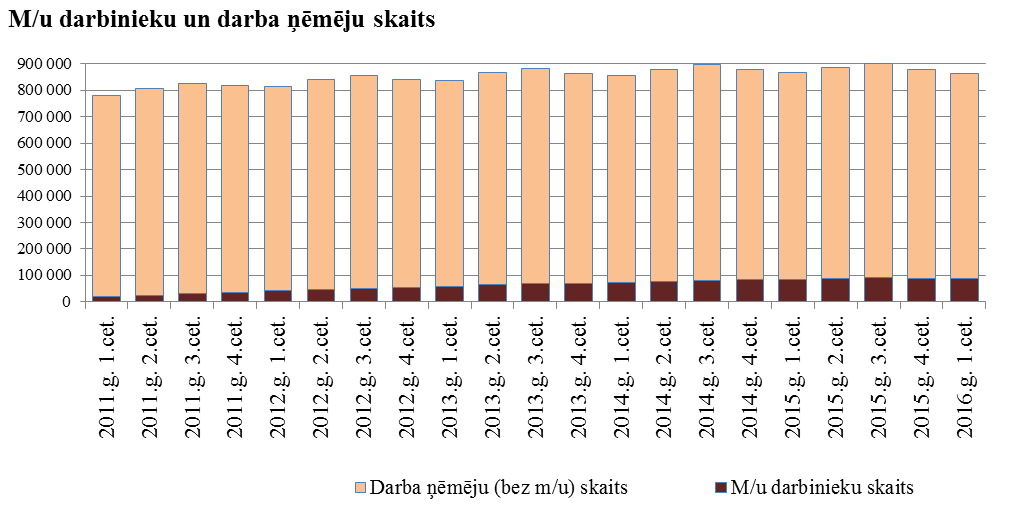 M/u darbinieku un darba ņēmēju skaits
900 000
800 000
700 000
600 000
500 000
400 000
300 000
200 000
100 000
0
2011.g. 1.cet.
2011.g. 2.cet.
2011.g. 3.cet.
2011.g. 4.cet.
2012.g. 1.cet.
2012.g. 2.cet.
2012.g. 3.cet.
2012.g. 4.cet.
2013.g. 1.cet.
2013.g. 2.cet.
2013.g. 3.cet.
2013.g. 4.cet.
2014.g. 1.cet.
2014.g. 2.cet.
2014.g. 3.cet.
2014.g. 4.cet.
2015.g. 1.cet.
2015.g. 2.cet.
2015.g. 3.cet.
2015.g. 4.cet.
2016.g. 1.cet.
Darba ņēmēju (bez m/u) skaits
M/u darbinieku skaits